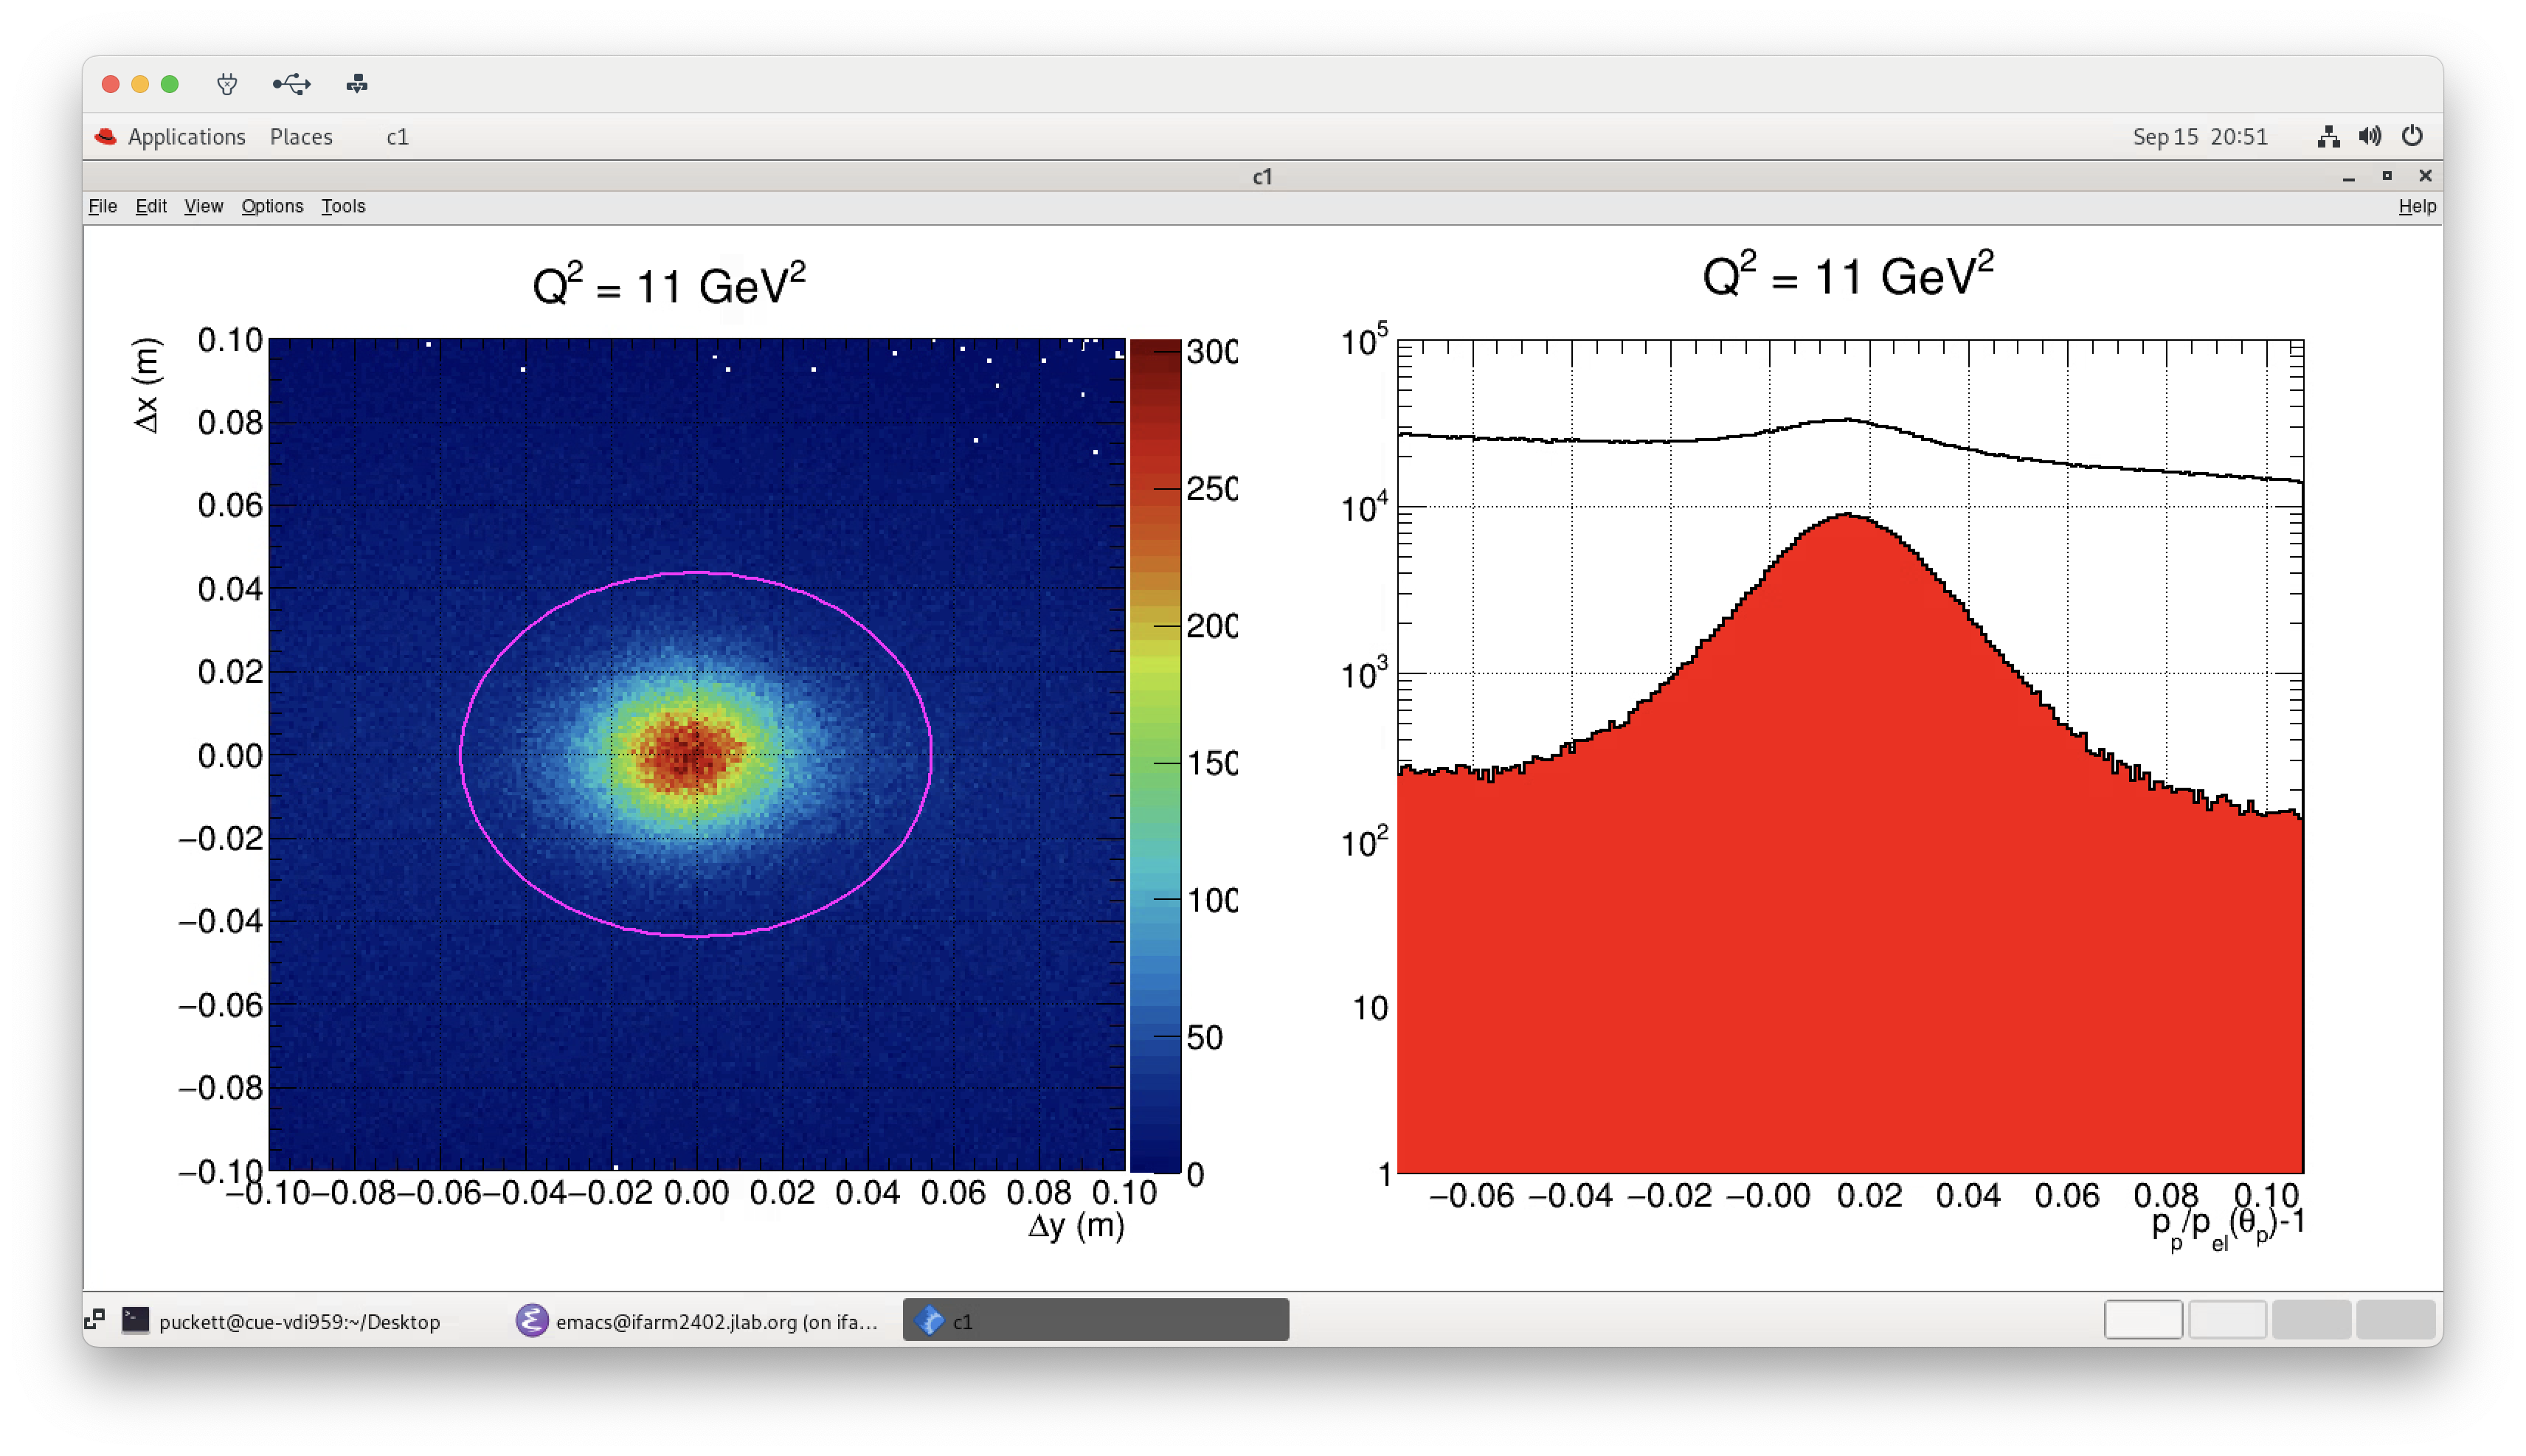 Applications Places c1 Sep 15 20:51
c1
File Edit View Options Tools Help
Q² = 11 GeV²
Δx (m)
0.10
0.08
0.06
0.04
0.02
0.00
−0.02
−0.04
−0.06
−0.08
−0.10
−0.10 −0.08 −0.06 −0.04 −0.02 0.00 0.02 0.04 0.06 0.08 0.10
Δy (m)
300
250
200
150
100
50
0
Q² = 11 GeV²
10⁵
10⁴
10³
10²
10
1
−0.06 −0.04 −0.02 −0.00 0.02 0.04 0.06 0.08 0.10
p_p/p_el(θ_p)-1
puckett@cue-vdi959:~/Desktop emacs@ifarm2402.jlab.org (on ifa... c1